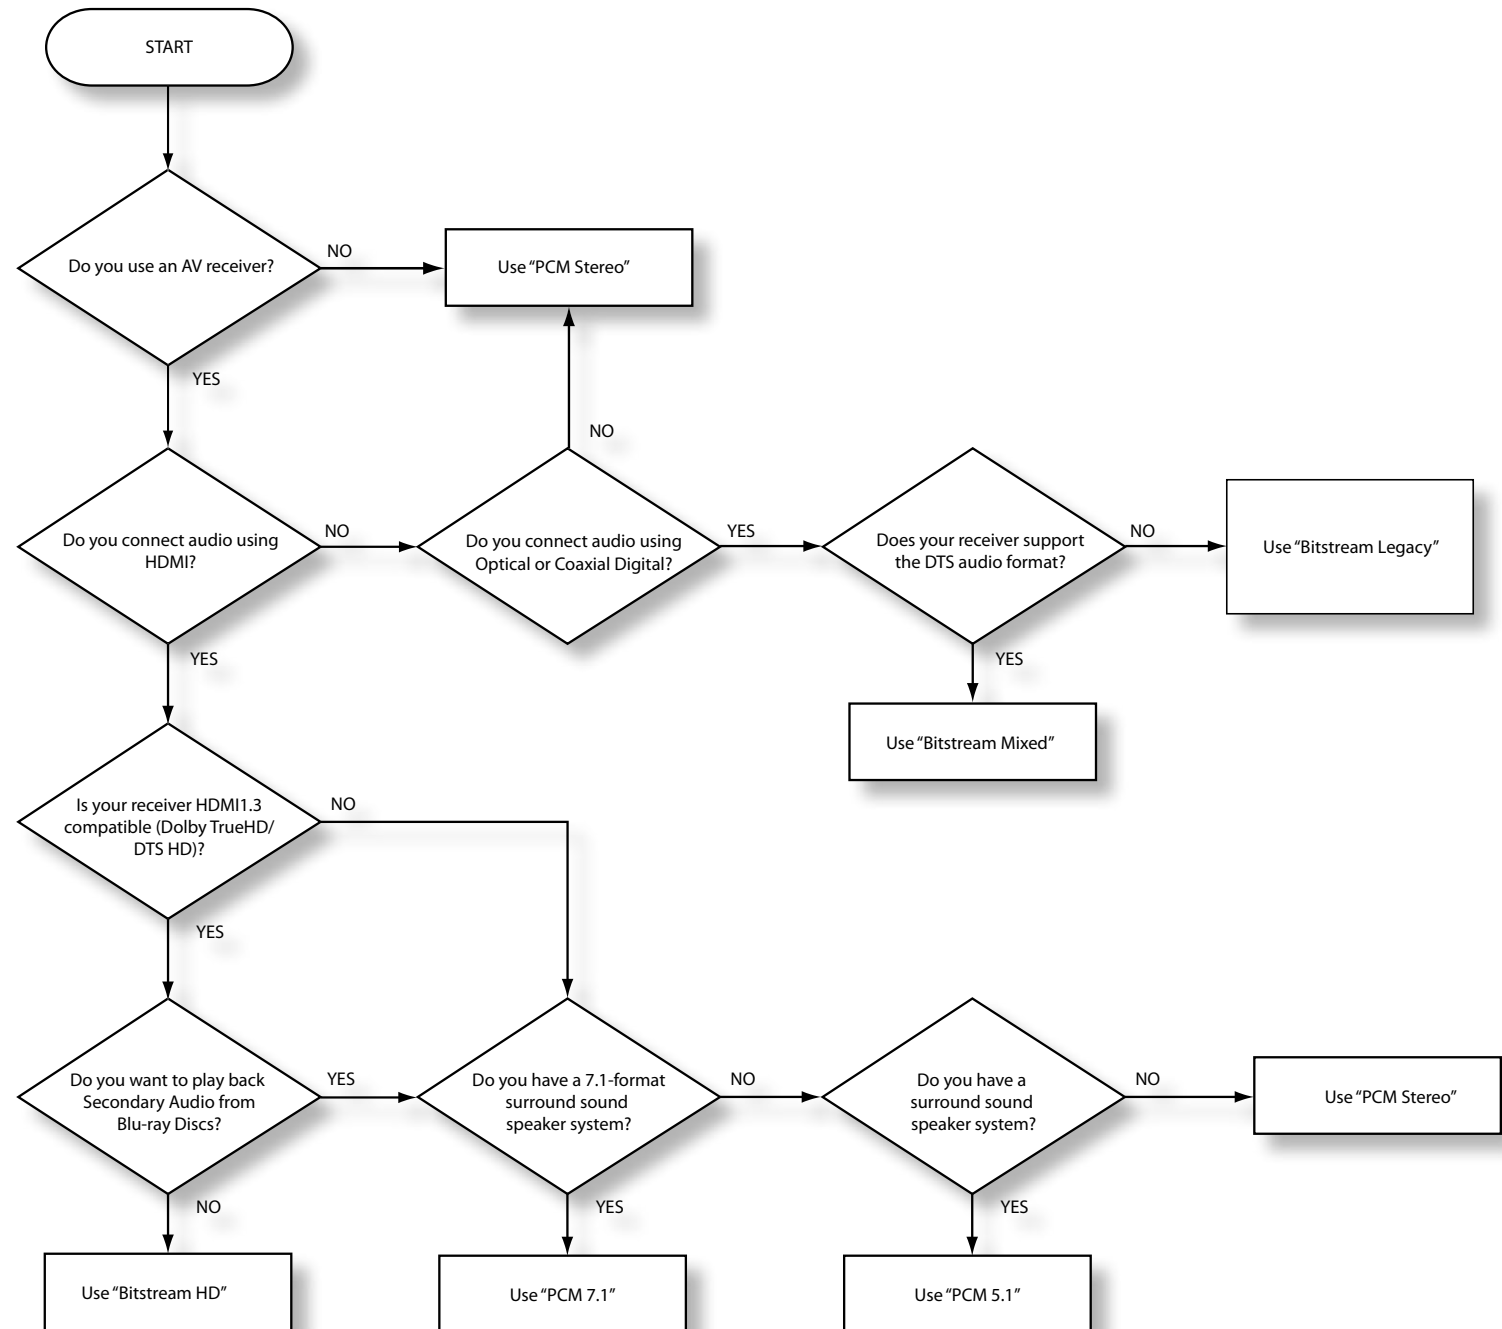 START
Do you use an AV receiver?
NO
Use “PCM Stereo”
YES
NO
Do you connect audio using
HDMI?
NO
Do you connect audio using
Optical or Coaxial Digital?
YES
Does your receiver support
the DTS audio format?
NO
Use “Bitstream Legacy”
YES
YES
Use “Bitstream Mixed”
Is your receiver HDMI1.3
compatible (Dolby TrueHD/
DTS HD)?
NO
YES
Do you want to play back
Secondary Audio from
Blu-ray Discs?
YES
Do you have a 7.1-format
surround sound
speaker system?
NO
Do you have a
surround sound
speaker system?
NO
Use “PCM Stereo”
NO
YES
YES
Use “Bitstream HD”
Use “PCM 7.1”
Use “PCM 5.1”